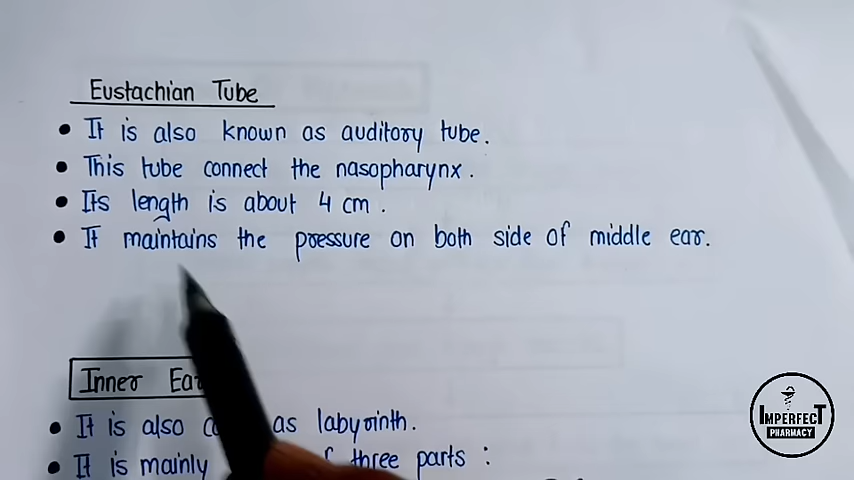 Eustachian Tube
• It is also known as auditory tube.
• This tube connect the nasopharynx.
• Its length is about 4 cm.
• It maintains the pressure on both side of middle ear.
Inner Ear
• It is also as labyrinth.
• It is mainly three parts :
IMPERFECT
PHARMACY